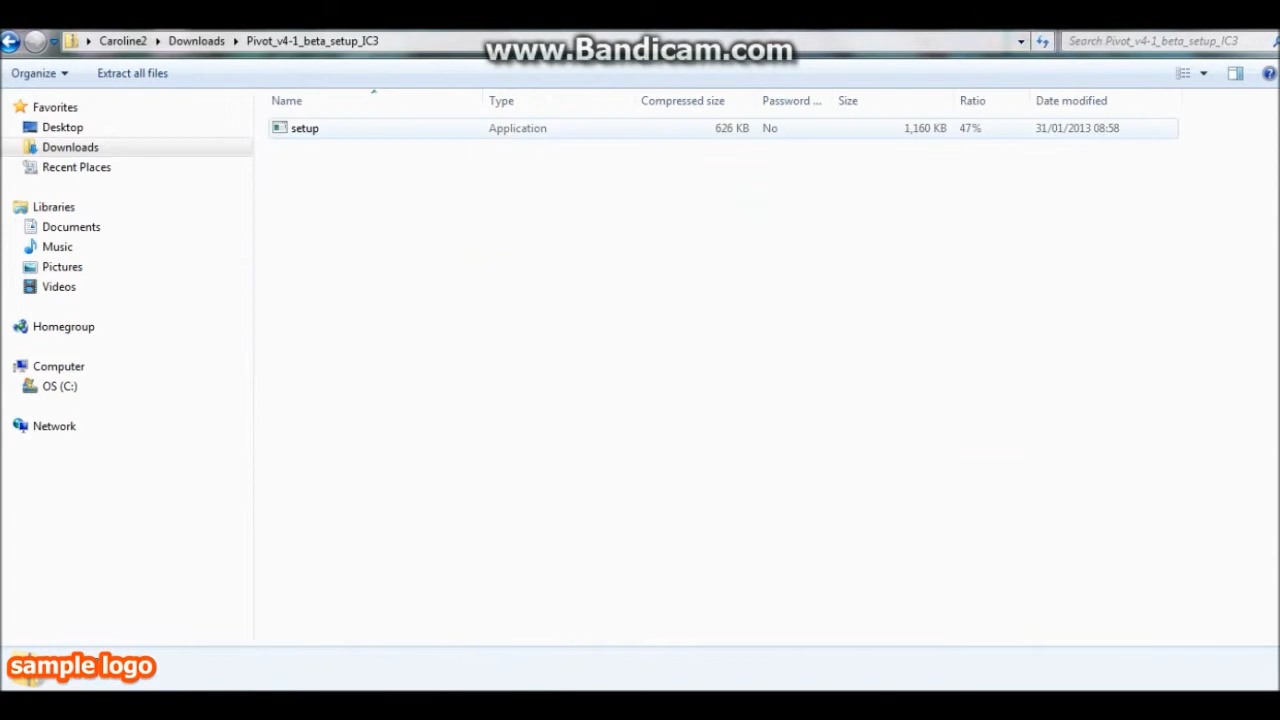 Caroline2 Downloads Pivot_v4-1_beta_setup_IC3
www.Bandicam.com
Search Pivot_v4-1_beta_setup_IC3
Organize Extract all files
Name Type Compressed size Password ... Size Ratio Date modified
setup Application 626 KB No 1,160 KB 47% 31/01/2013 08:58
Favorites
Desktop
Downloads
Recent Places
Libraries
Documents
Music
Pictures
Videos
Homegroup
Computer
OS (C:)
Network
sample logo